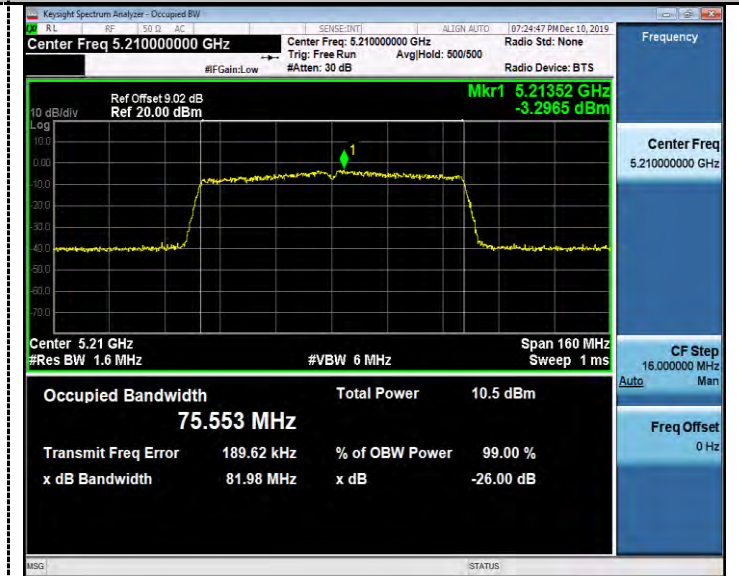 Keysight Spectrum Analyzer - Occupied BW
RL RF 50 Ω AC SENSE:INT ALIGN AUTO 07:24:47 PM Dec 10, 2019
Center Freq 5.210000000 GHz
Center Freq: 5.210000000 GHz
Radio Std: None
Trig: Free Run Avg|Hold: 500/500
#IFGain:Low #Atten: 30 dB Radio Device: BTS
Frequency
Mkr1 5.21352 GHz
-3.2965 dBm
Ref Offset 9.02 dB
10 dB/div Ref 20.00 dBm
Log
10.0
0.00
-10.0
-20.0
-30.0
-40.0
-50.0
-60.0
-70.0
1
Center 5.21 GHz Span 160 MHz
#Res BW 1.6 MHz #VBW 6 MHz Sweep 1 ms
Center Freq
5.210000000 GHz
CF Step
16.000000 MHz
Auto Man
Freq Offset
0 Hz
Occupied Bandwidth Total Power 10.5 dBm
75.553 MHz
Transmit Freq Error 189.62 kHz % of OBW Power 99.00 %
x dB Bandwidth 81.98 MHz x dB -26.00 dB
MSG STATUS